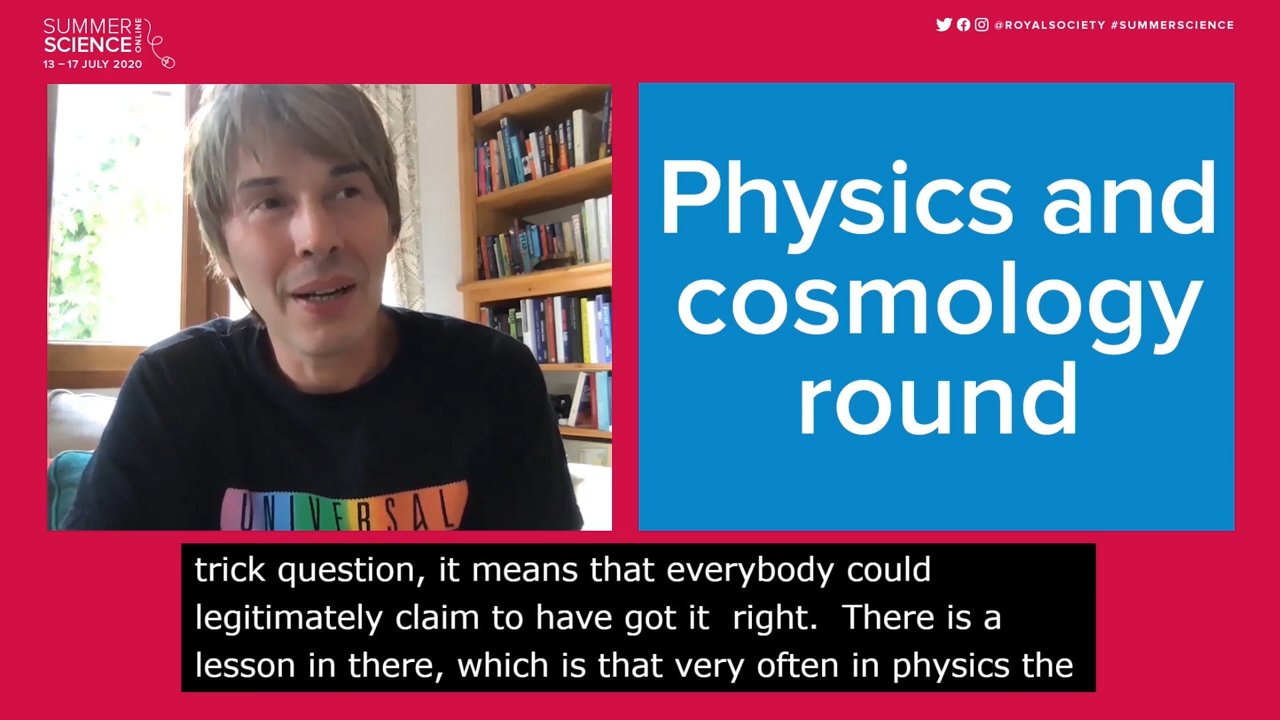 SUMMER
SCIENCE
ONLINE
13 – 17 JULY 2020
@ROYALSOCIETY #SUMMERSCIENCE
Physics and
cosmology
round
UNIVERSAL
trick question, it means that everybody could
legitimately claim to have got it  right.  There is a
lesson in there, which is that very often in physics the